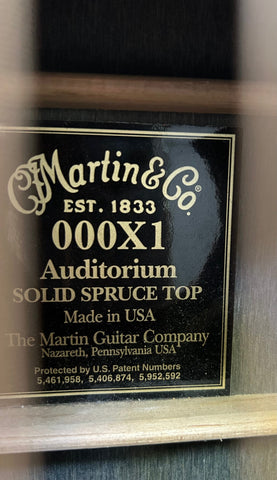 CFMartin & Co.®
EST. 1833
000X1
Auditorium
SOLID SPRUCE TOP
Made in USA
The Martin Guitar Company
Nazareth, Pennsylvania USA
Protected by U.S. Patent Numbers
5,461,958, 5,406,874, 5,952,592